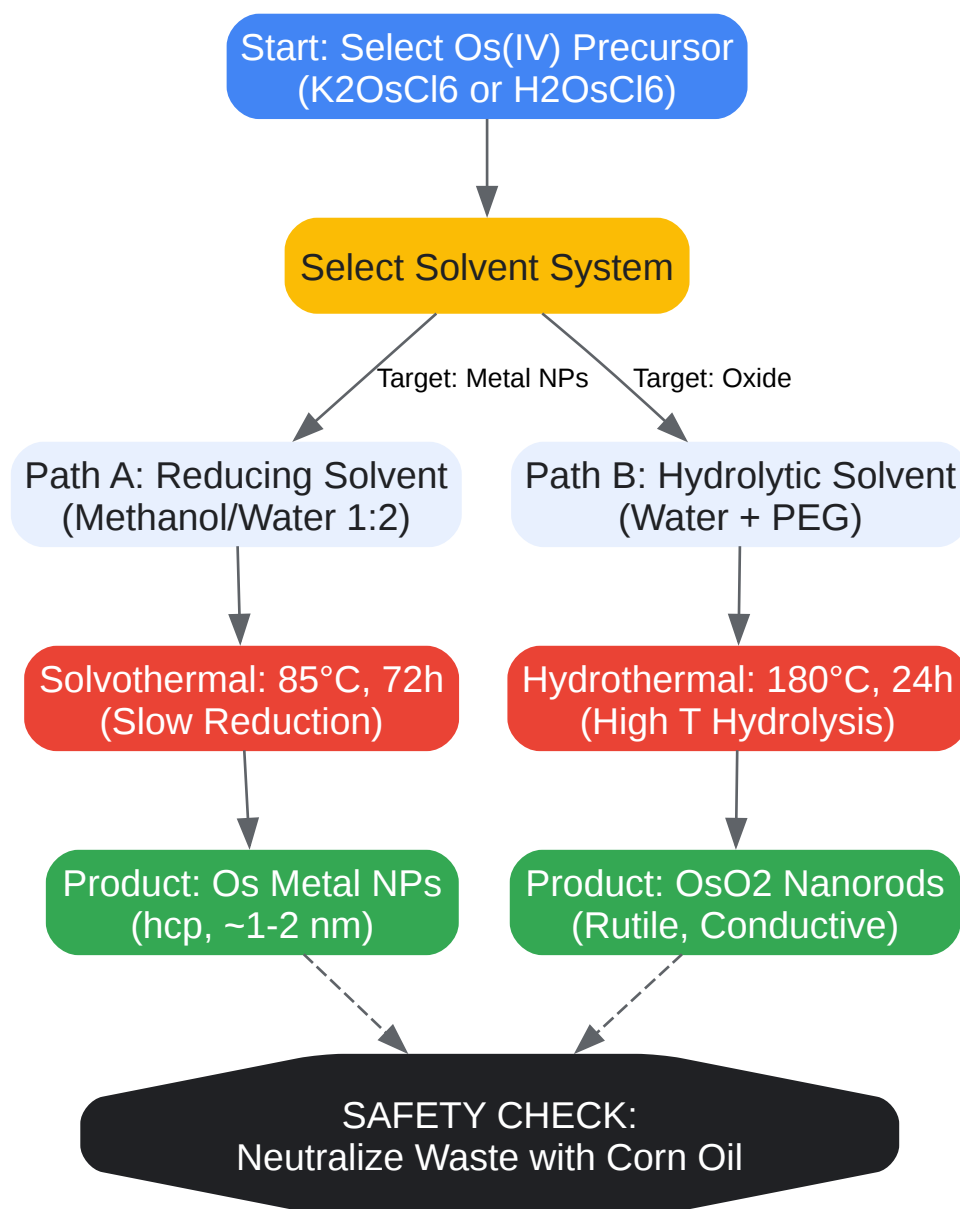 Start: Select Os(IV) Precursor
(K2OsCl6 or H2OsCl6)
Select Solvent System
Target: Metal NPs
Target: Oxide
Path A: Reducing Solvent
(Methanol/Water 1:2)
Path B: Hydrolytic Solvent
(Water + PEG)
Solvothermal: 85°C, 72h
(Slow Reduction)
Hydrothermal: 180°C, 24h
(High T Hydrolysis)
Product: Os Metal NPs
(hcp, ~1-2 nm)
Product: OsO2 Nanorods
(Rutile, Conductive)
SAFETY CHECK:
Neutralize Waste with Corn Oil